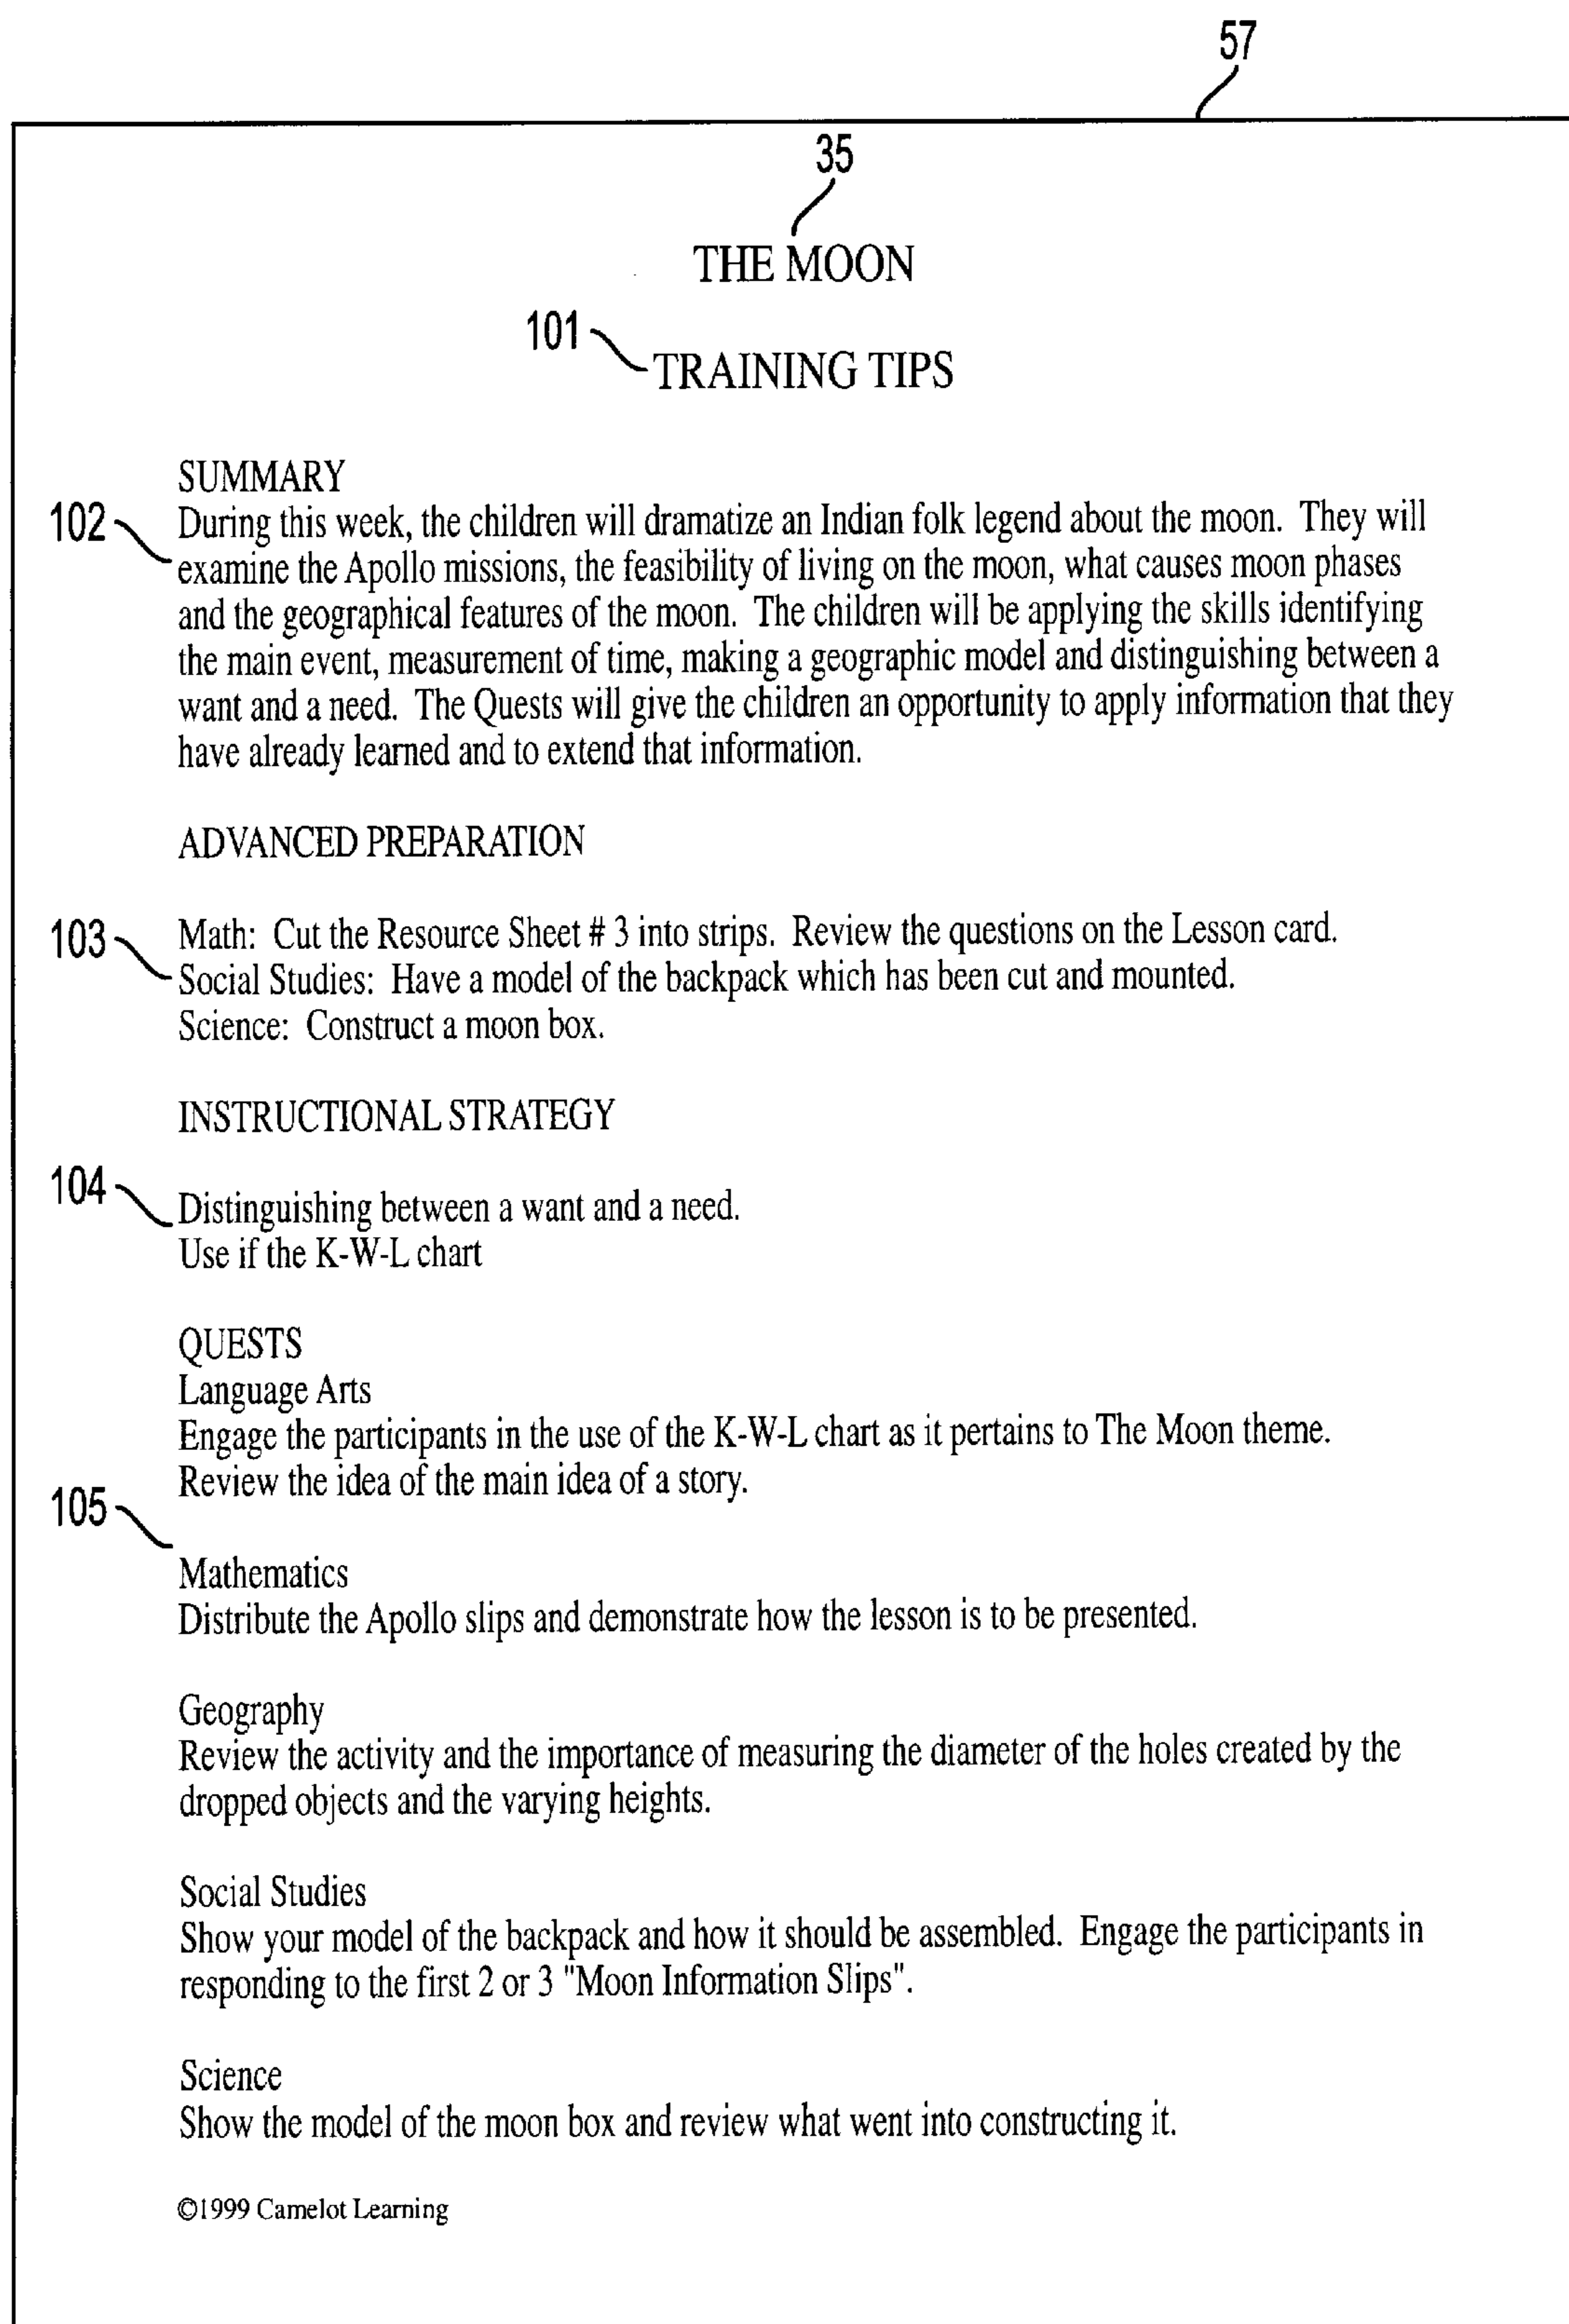 57
35
THE MOON
101
TRAINING TIPS
SUMMARY
102 During this week, the children will dramatize an Indian folk legend about the moon. They will
examine the Apollo missions, the feasibility of living on the moon, what causes moon phases
and the geographical features of the moon. The children will be applying the skills identifying
the main event, measurement of time, making a geographic model and distinguishing between a
want and a need. The Quests will give the children an opportunity to apply information that they
have already learned and to extend that information.
ADVANCED PREPARATION
103 Math: Cut the Resource Sheet # 3 into strips. Review the questions on the Lesson card.
Social Studies: Have a model of the backpack which has been cut and mounted.
Science: Construct a moon box.
INSTRUCTIONAL STRATEGY
104 Distinguishing between a want and a need.
Use if the K-W-L chart
QUESTS
Language Arts
Engage the participants in the use of the K-W-L chart as it pertains to The Moon theme.
Review the idea of the main idea of a story.
105
Mathematics
Distribute the Apollo slips and demonstrate how the lesson is to be presented.
Geography
Review the activity and the importance of measuring the diameter of the holes created by the
dropped objects and the varying heights.
Social Studies
Show your model of the backpack and how it should be assembled. Engage the participants in
responding to the first 2 or 3 "Moon Information Slips".
Science
Show the model of the moon box and review what went into constructing it.
©1999 Camelot Learning